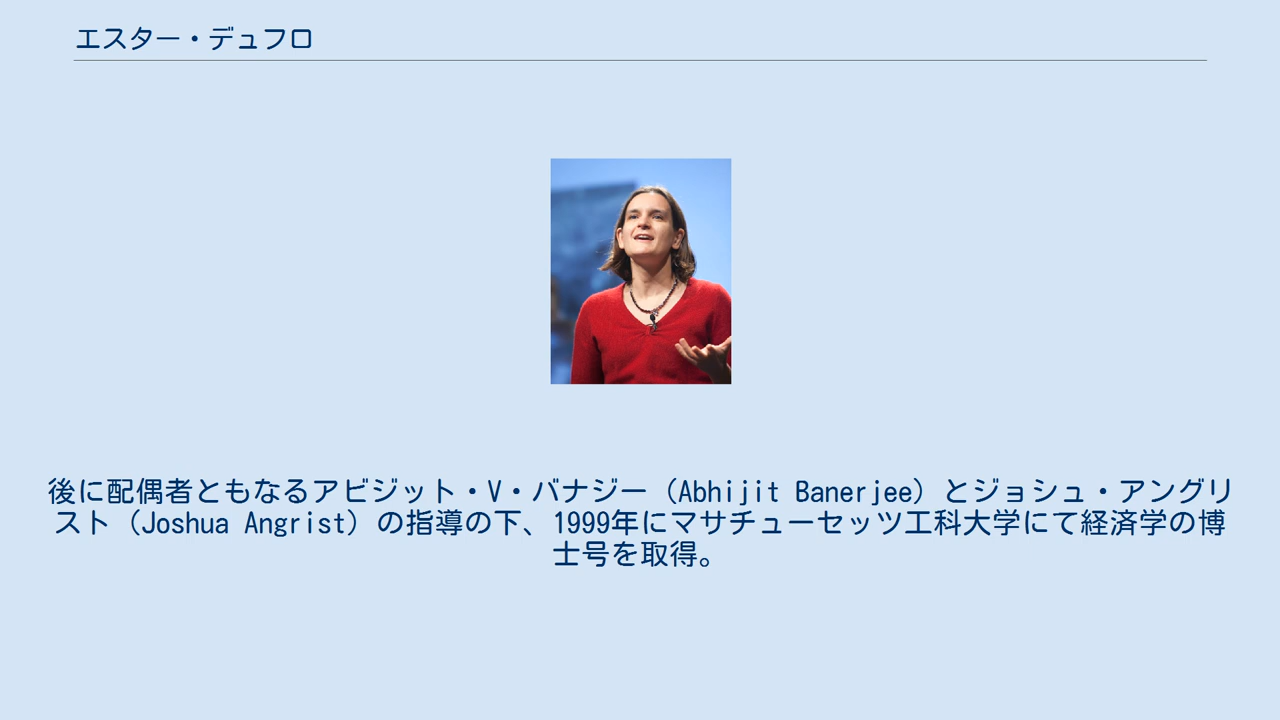 エスター・デュフロ
後に配偶者ともなるアビジット・V・バナジー（Abhijit Banerjee）とジョシュ・アングリ
スト（Joshua Angrist）の指導の下、1999年にマサチューセッツ工科大学にて経済学の博
士号を取得。